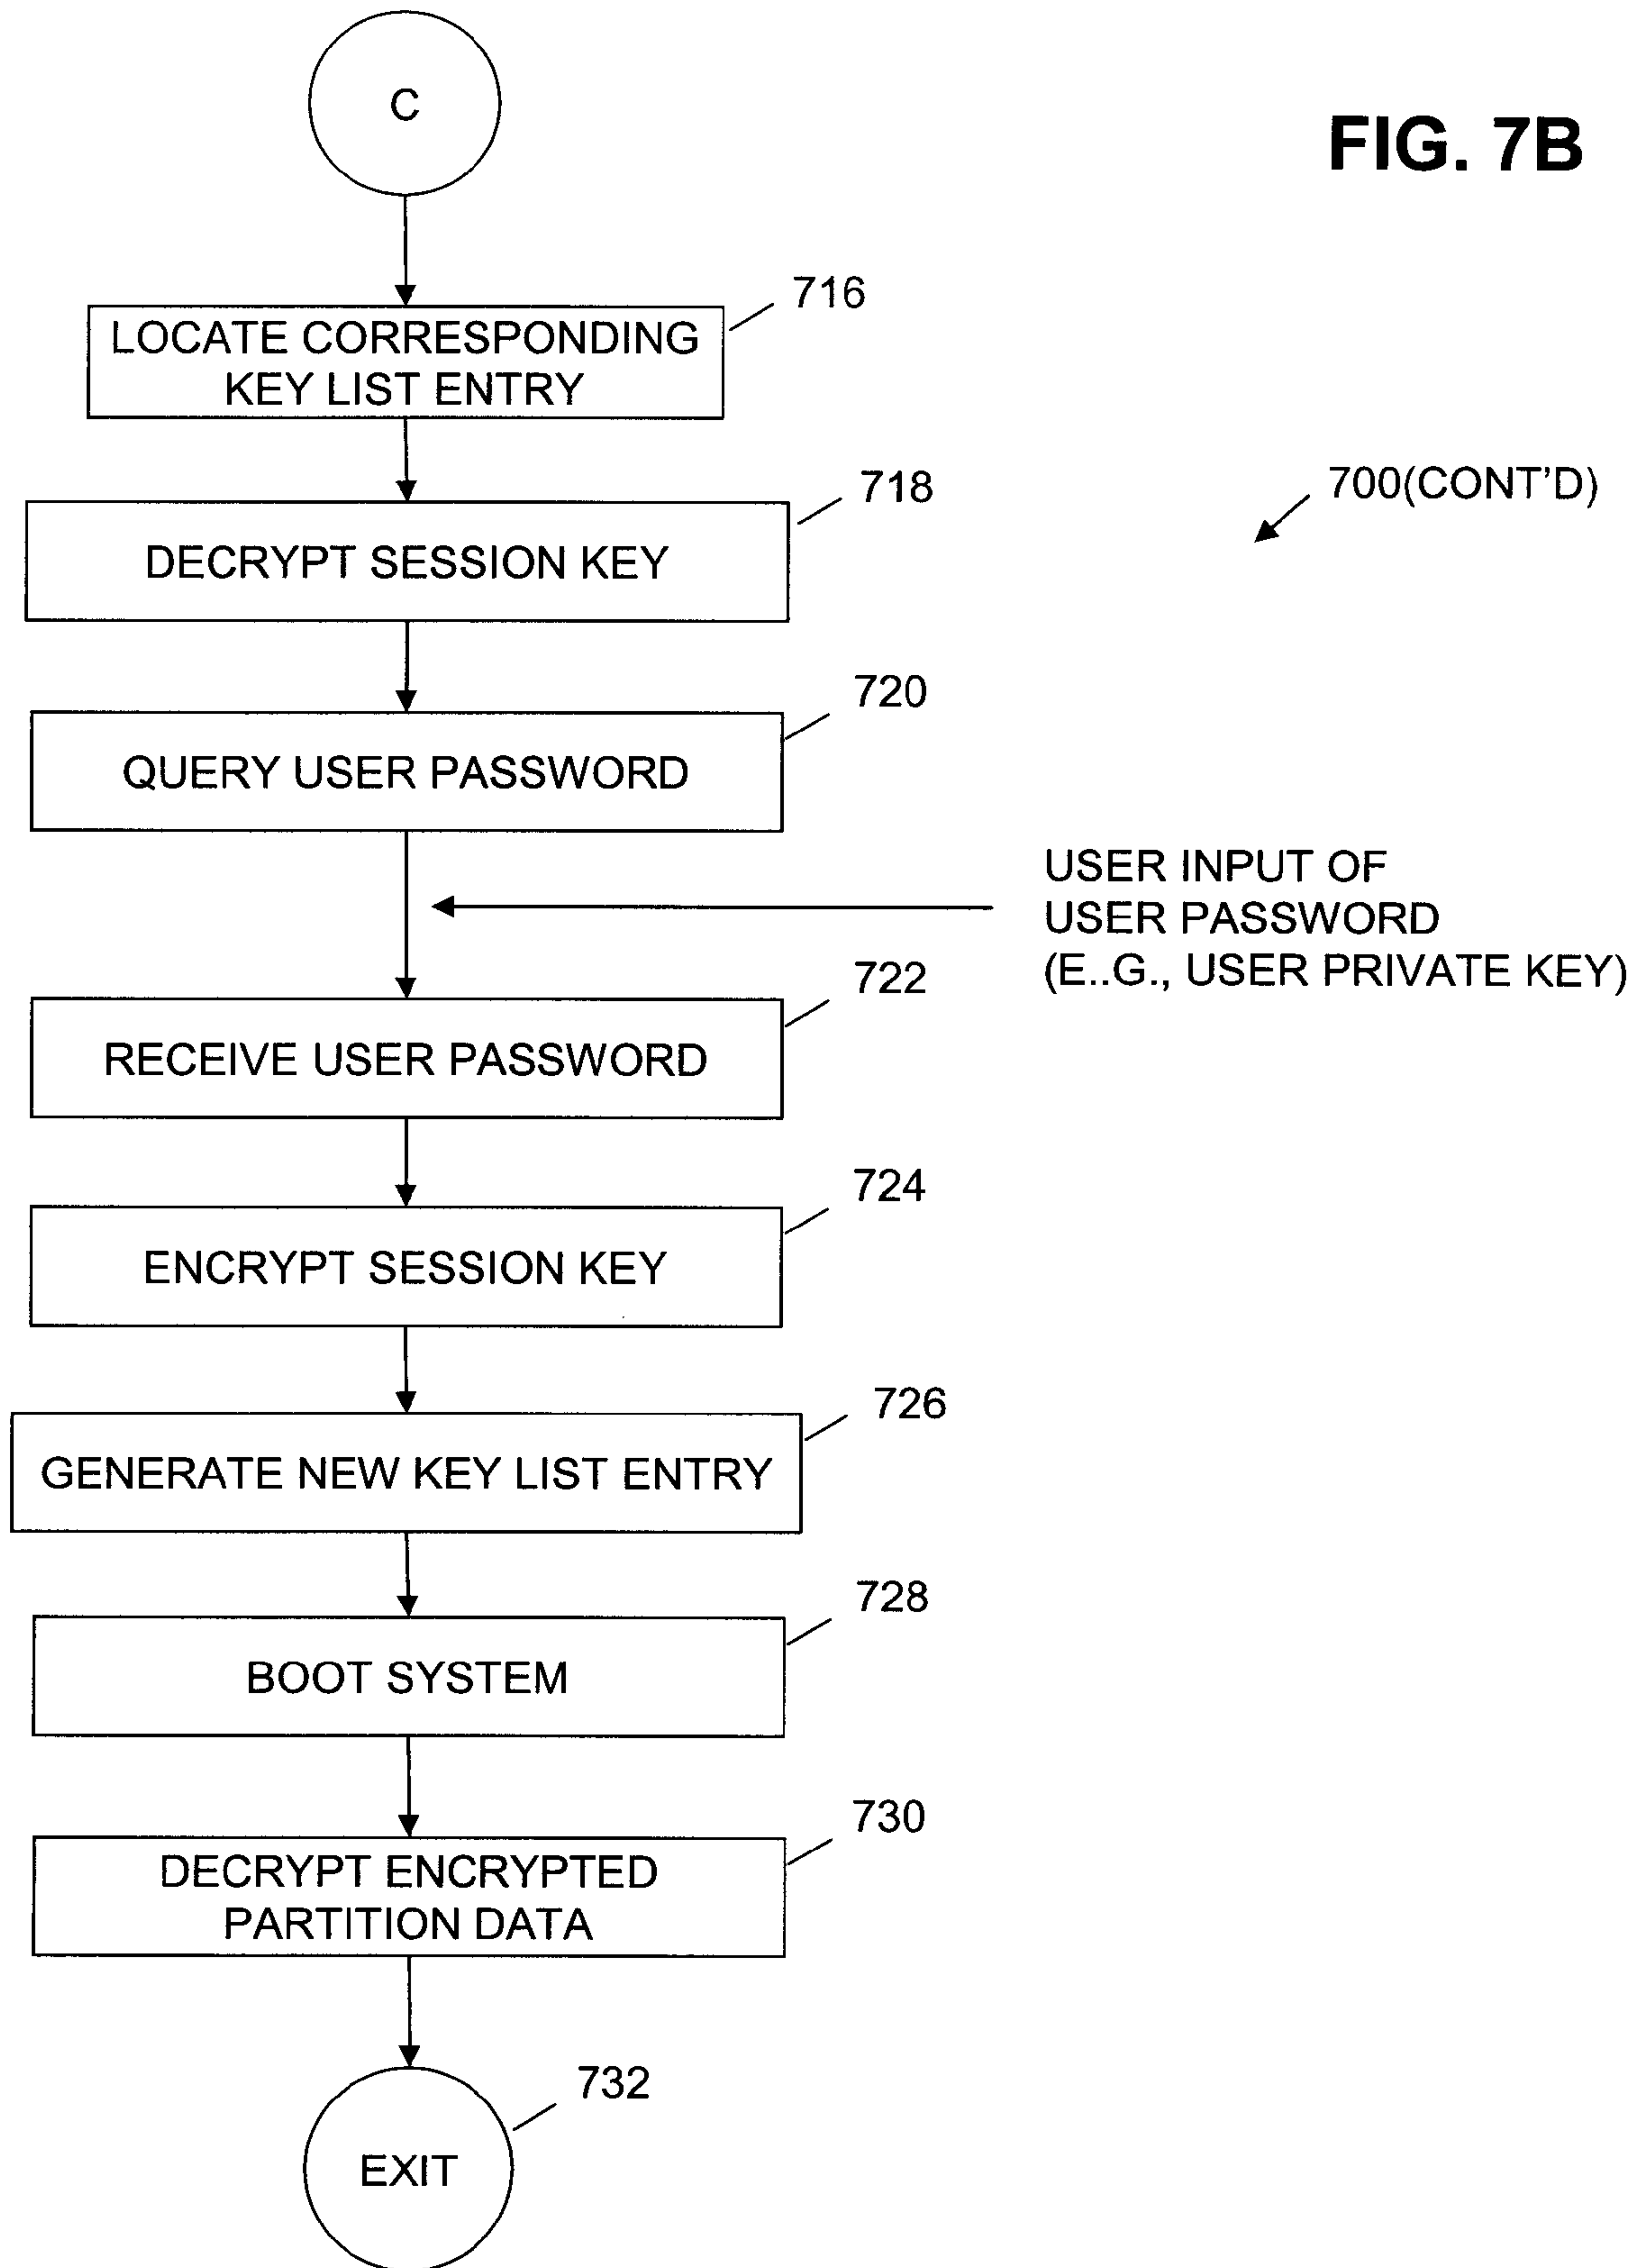 C
FIG. 7B
716
LOCATE CORRESPONDING
KEY LIST ENTRY
718
700(CONT'D)
DECRYPT SESSION KEY
720
QUERY USER PASSWORD
USER INPUT OF
USER PASSWORD
(E..G., USER PRIVATE KEY)
722
RECEIVE USER PASSWORD
724
ENCRYPT SESSION KEY
726
GENERATE NEW KEY LIST ENTRY
728
BOOT SYSTEM
730
DECRYPT ENCRYPTED
PARTITION DATA
732
EXIT